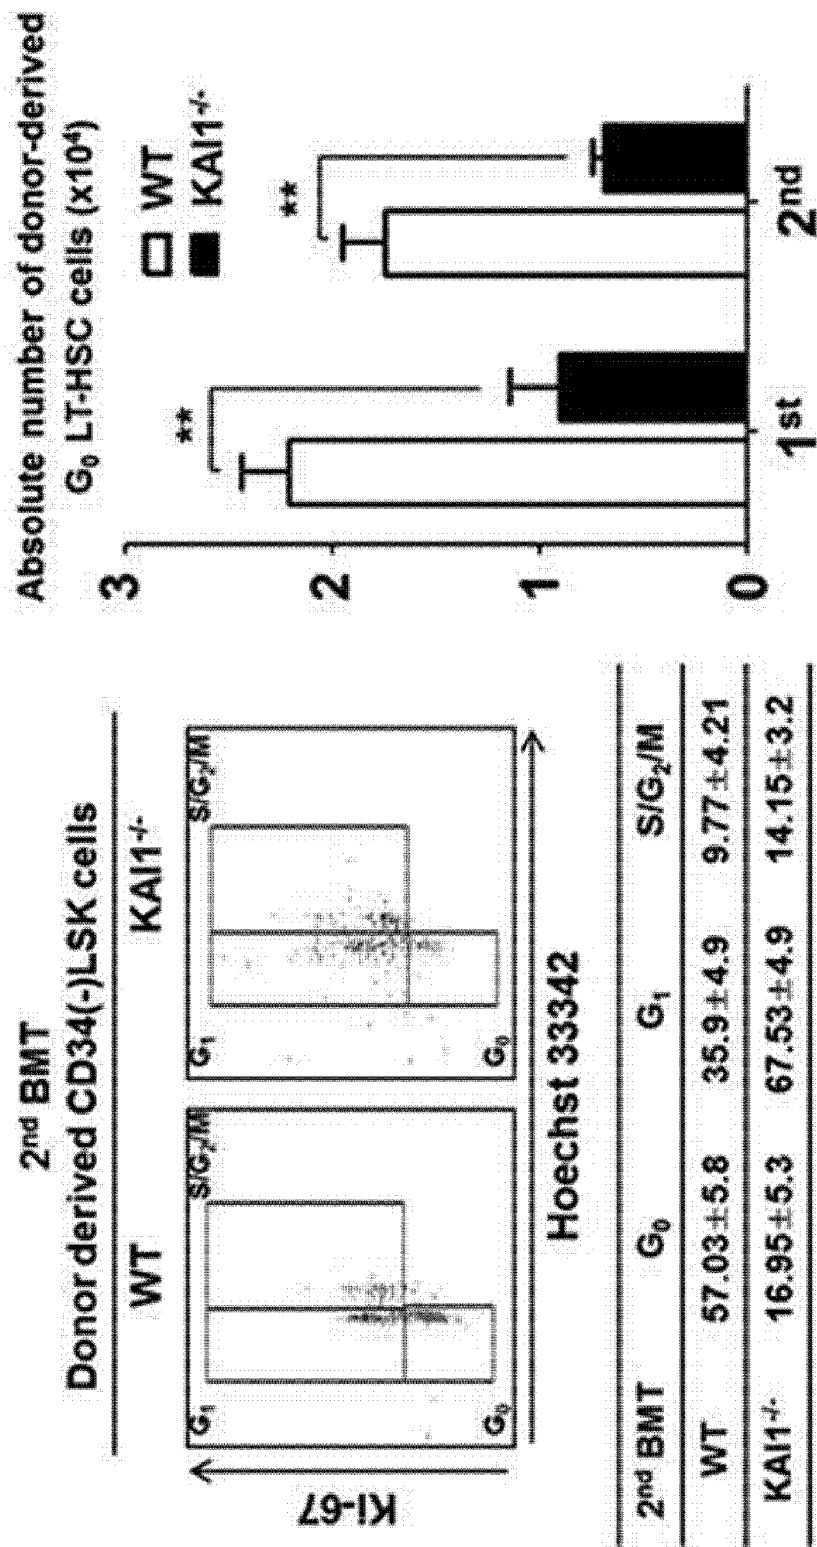 2nd BMT
Donor derived CD34(-)LSK cells
WT KAI1-/-
G1 S/G2/M G1 S/G2/M
G0 G0
Ki-67
Hoechst 33342
2nd BMT G0 G1 S/G2/M
WT 57.03±5.8 35.9±4.9 9.77±4.21
KAI1-/- 16.95±5.3 67.53±4.9 14.15±3.2
Absolute number of donor-derived
G0 LT-HSC cells (x10⁴)
WT
KAI1-/-
** **
3
2
1
0
1st 2nd